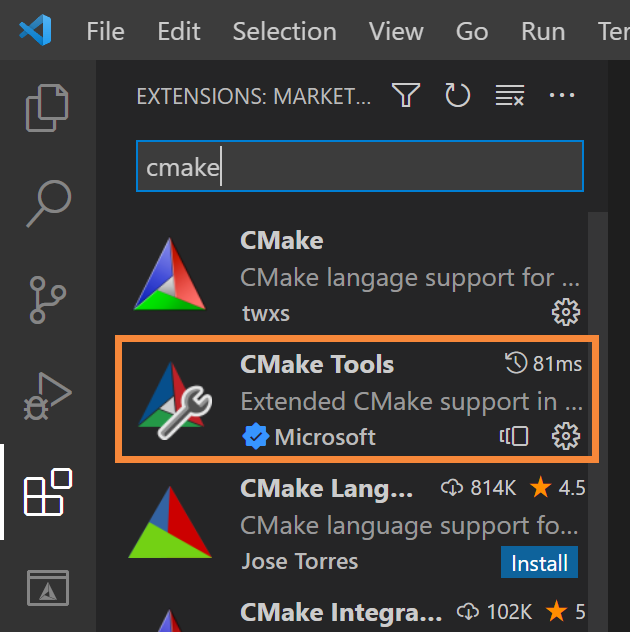 File Edit Selection View Go Run Ter
EXTENSIONS: MARKET...
cmake
CMake
CMake langage support for ...
twxs
CMake Tools 81ms
Extended CMake support in ...
Microsoft
CMake Lang... 814K 4.5
CMake language support fo...
Jose Torres Install
CMake Integra... 102K 5